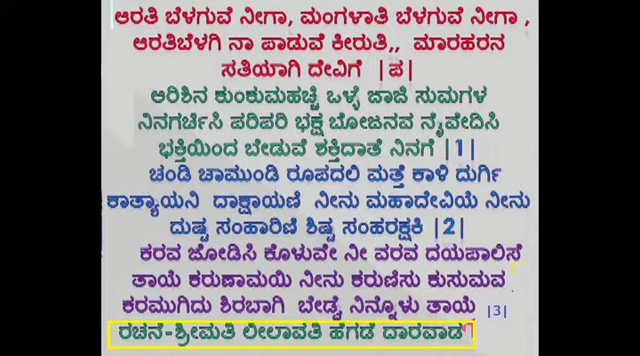 ಆರತಿ ಬೆಳಗುವೆ ನೀಗಾ, ಮಂಗಳಾತಿ ಬೆಳಗುವೆ ನೀಗಾ ,
ಆರತಿಬೆಳಗಿ ನಾ ಪಾಡುವೆ ಕೀರುತಿ,, ಮಾರಹರನ
ಸತಿಯಾಗಿ ದೇವಿಗೆ |ಪ|
ಅರಿಶಿನ ಕುಂಕುಮಹಚ್ಚಿ ಒಳ್ಳೆ ಜಾಜಿ ಸುಮಗಳ
ನಿನಗರ್ಚಿಸಿ ಪರಿಪರಿ ಭಕ್ಷ ಬೋಜನವ ನೈವೇದಿಸಿ
ಭಕ್ತಿಯಿಂದ ಬೇಡುವೆ ಶಕ್ತಿದಾತೆ ನಿನಗೆ |1|
ಚಂಡಿ ಚಾಮುಂಡಿ ರೂಪದಲಿ ಮತ್ತೆ ಕಾಳಿ ದುರ್ಗಿ
ಕಾತ್ಯಾಯನಿ ದಾಕ್ಷಾಯಣಿ ನೀನು ಮಹಾದೇವಿಯೆ ನೀನು
ದುಷ್ಟ ಸಂಹಾರಿಣಿ ಶಿಷ್ಟ ಸಂಹರಕ್ಷಕಿ |2|
ಕರವ ಜೋಡಿಸಿ ಕೊಳುವೇ ನೀ ವರವ ದಯಪಾಲಿಸೆ
ತಾಯೆ ಕರುಣಾಮಯಿ ನೀನು ಕರುಣಿಸು ಕುಸುಮವ
ಕರಮುಗಿದು ಶಿರಬಾಗಿ ಬೇಡ್ವೆ ನಿನ್ನೊಳು ತಾಯೆ |3|
ರಚನೆ-ಶ್ರೀಮತಿ ಲೀಲಾವತಿ ಹೆಗಡೆ ದಾರವಾಡ